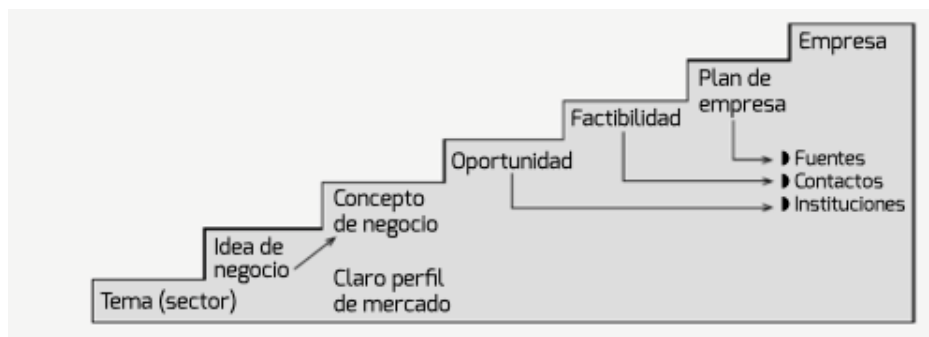 Empresa
Plan de
empresa
Factibilidad
Oportunidad
Fuentes
Contactos
Instituciones
Concepto
de negocio
Idea de
negocio
Claro perfil
de mercado
Tema (sector)